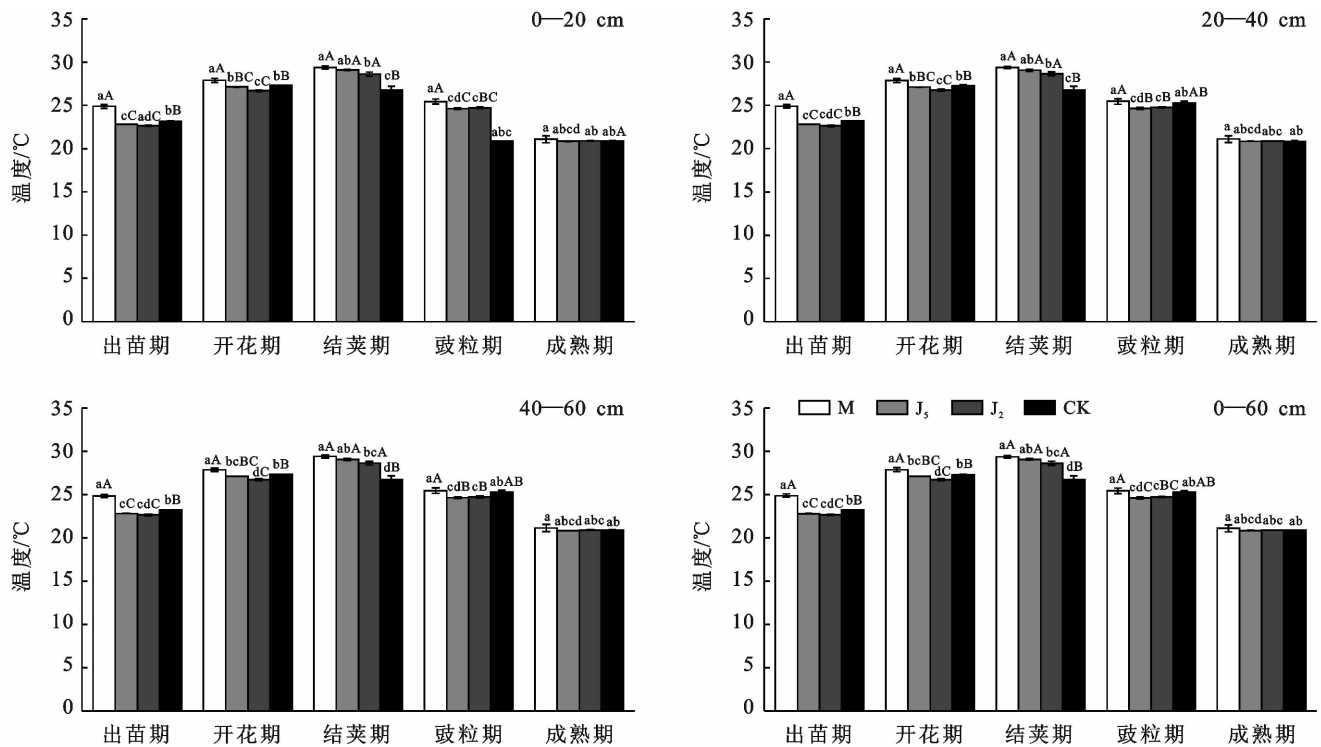 0—20 cm
温度/℃
35
30
25
20
15
10
5
0
aA cC adC bB
aA bBC cC bB
aA abA bA cB
aA cdC cBC abc
a abcd ab abA
出苗期 开花期 结荚期 豉粒期 成熟期
20—40 cm
温度/℃
35
30
25
20
15
10
5
0
aA cC cdC bB
aA bBC cC bB
aA abA bA cB
aA cdB cB abAB
a abcd abc ab
出苗期 开花期 结荚期 豉粒期 成熟期
40—60 cm
温度/℃
35
30
25
20
15
10
5
0
aA cC cdC bB
aA bcBC dC bB
aA abA bcA dB
aA cdB cB abAB
a abcd abc ab
出苗期 开花期 结荚期 豉粒期 成熟期
0—60 cm
M J₅ J₂ CK
温度/℃
35
30
25
20
15
10
5
0
aA cC cdC bB
aA bcBC dC bB
aA abA bcA dB
aA cdC cBC abAB
a abcd abc ab
出苗期 开花期 结荚期 豉粒期 成熟期